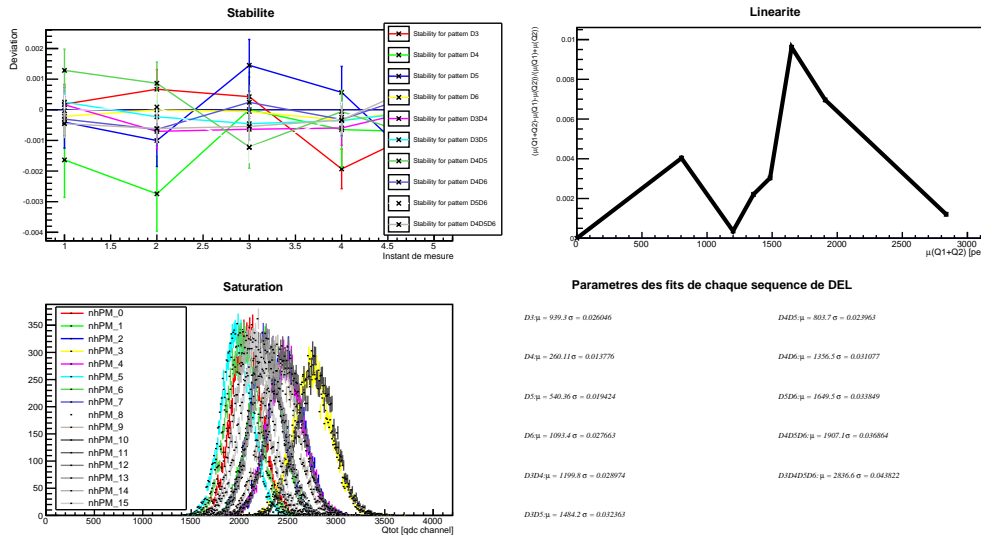 Stabilite
Deviation
0.002
0.001
0
-0.001
-0.002
-0.003
-0.004
1
1.5
2
2.5
3
3.5
4
4.5
5
Instant de mesure
Stability for pattern D3
Stability for pattern D4
Stability for pattern D5
Stability for pattern D6
Stability for pattern D3D4
Stability for pattern D3D5
Stability for pattern D4D5
Stability for pattern D4D6
Stability for pattern D5D6
Stability for pattern D4D5D6
Linearite
(μ(Q1+Q2)-μ(Q1)-μ(Q2))/(μ(Q1)+μ(Q2))
0.01
0.008
0.006
0.004
0.002
0
0
500
1000
1500
2000
2500
3000
μ(Q1+Q2) [pe
Saturation
350
300
250
200
150
100
50
0
0
500
1000
1500
2000
2500
3000
3500
4000
Qtot [qdc channel]
nhPM_0
nhPM_1
nhPM_2
nhPM_3
nhPM_4
nhPM_5
nhPM_6
nhPM_7
nhPM_8
nhPM_9
nhPM_10
nhPM_11
nhPM_12
nhPM_13
nhPM_14
nhPM_15
Parametres des fits de chaque sequence de DEL
D3:μ = 939.3 σ = 0.026046
D4:μ = 260.11 σ = 0.013776
D5:μ = 540.36 σ = 0.019424
D6:μ = 1093.4 σ = 0.027663
D3D4:μ = 1199.8 σ = 0.028974
D3D5:μ = 1484.2 σ = 0.032363
D4D5:μ = 803.7 σ = 0.023963
D4D6:μ = 1356.5 σ = 0.031077
D5D6:μ = 1649.5 σ = 0.033849
D4D5D6:μ = 1907.1 σ = 0.036864
D3D4D5D6:μ = 2836.6 σ = 0.043822